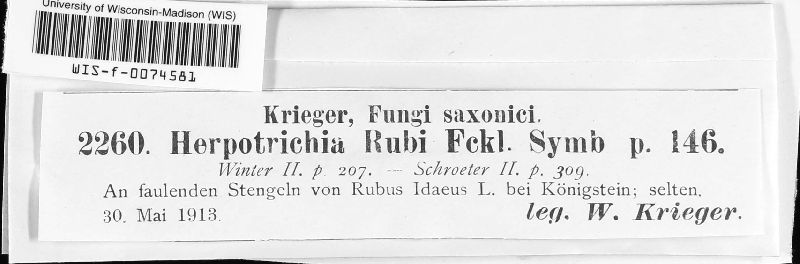 University of Wisconsin-Madison (WIS)
WIS-f-0074581
Krieger, Fungi saxonici.
2260. Herpotrichia Rubi Fckl. Symb p. 146.
Winter II. p. 207. — Schroeter II. p. 309.
An faulenden Stengeln von Rubus Idaeus L. bei Königstein; selten.
30. Mai 1913.
leg. W. Krieger.